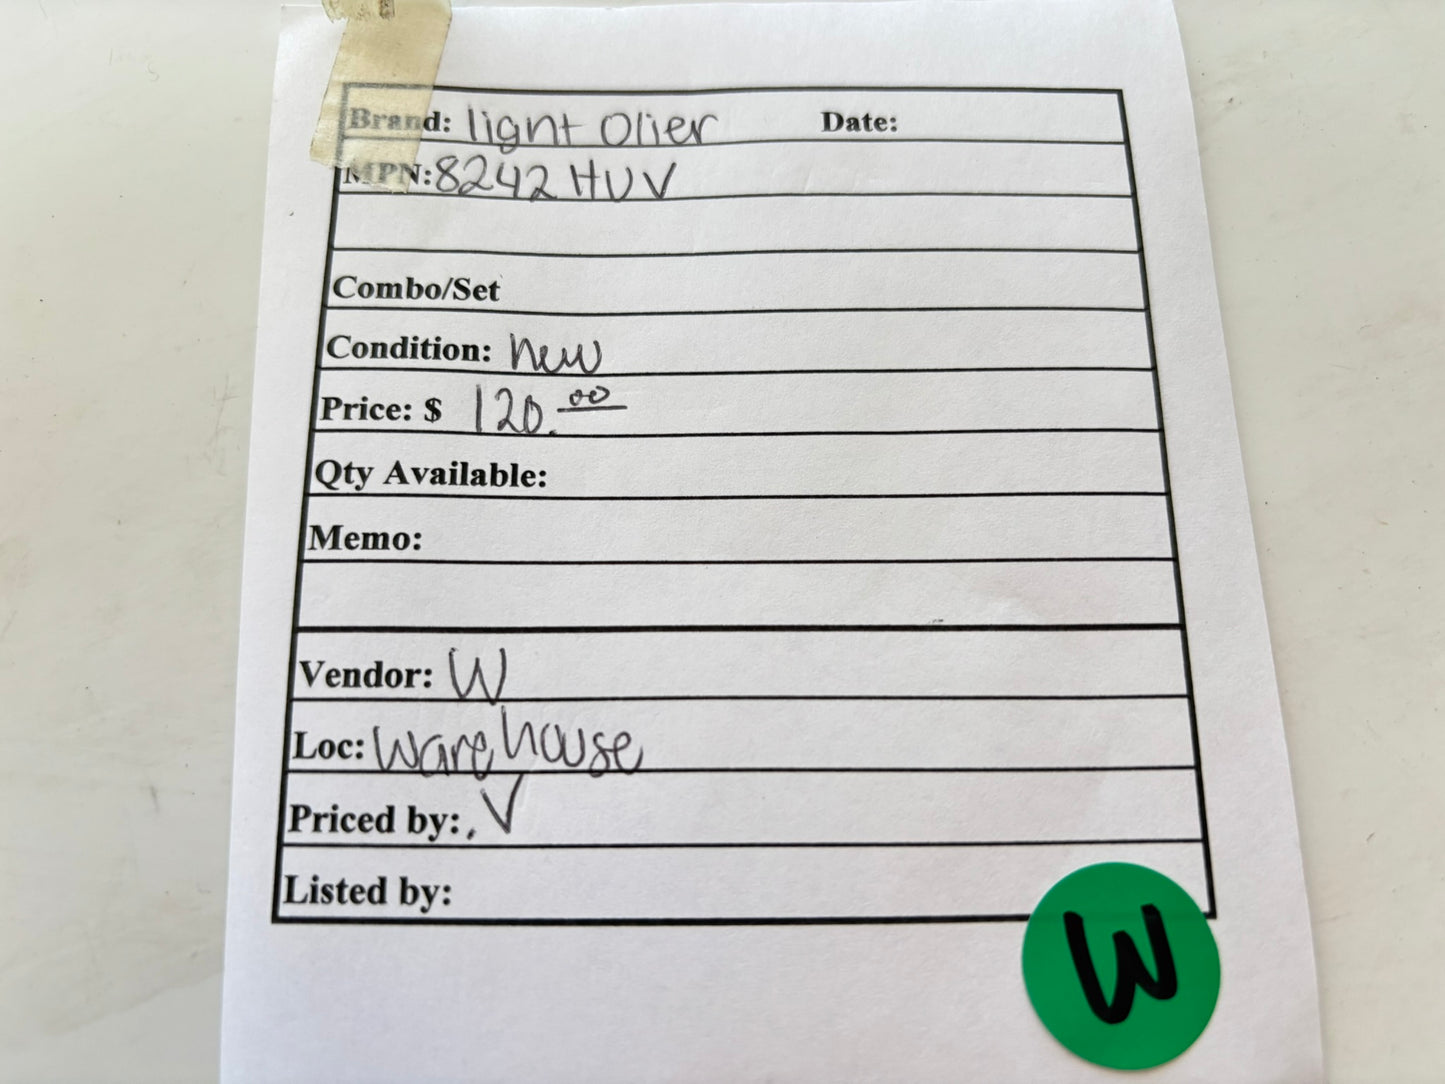 Brand: light Olier Date:
MPN: 8242 HUV
Combo/Set
Condition: new
Price: $ 120.00
Qty Available:
Memo:
Vendor: W
Loc: Warehouse
Priced by: V
Listed by:
W